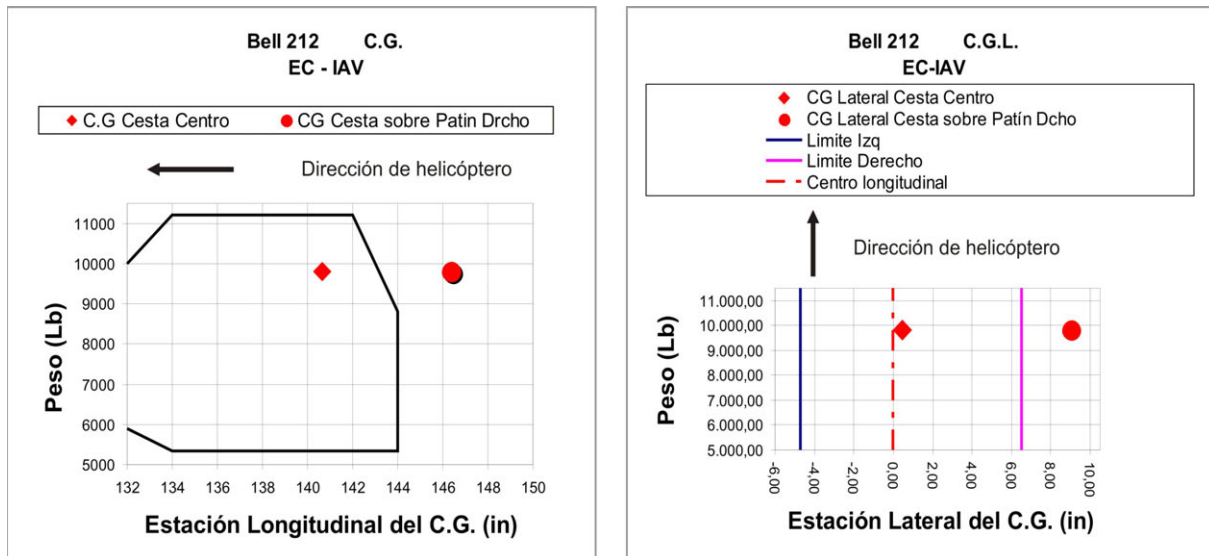 Bell 212 C.G.
EC - IAV
C.G Cesta Centro
CG Cesta sobre Patin Drcho
Dirección de helicóptero
11000
10000
9000
8000
7000
6000
5000
132 134 136 138 140 142 144 146 148 150
Peso (Lb)
Estación Longitudinal del C.G. (in)
Bell 212 C.G.L.
EC-IAV
CG Lateral Cesta Centro
CG Lateral Cesta sobre Patín Dcho
Limite Izq
Limite Derecho
Centro longitudinal
Dirección de helicóptero
11.000,00
10.000,00
9.000,00
8.000,00
7.000,00
6.000,00
5.000,00
-6,00 -4,00 -2,00 0,00 2,00 4,00 6,00 8,00 10,00
Peso (Lb)
Estación Lateral del C.G. (in)